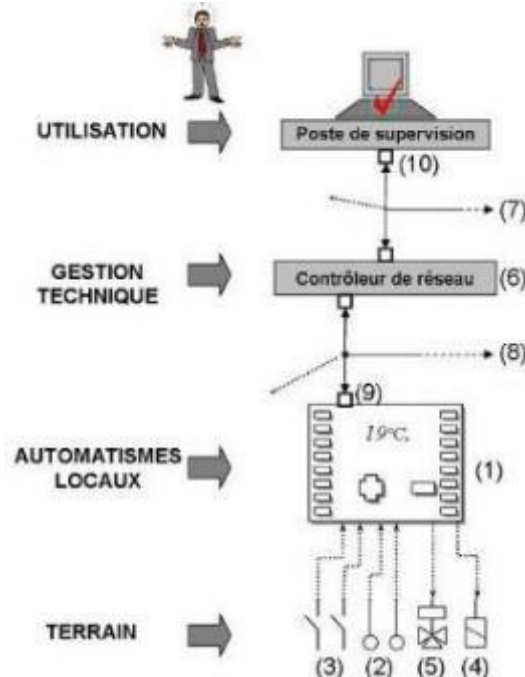 UTILISATION
Poste de supervision
(10)
(7)
GESTION
TECHNIQUE
Contrôleur de réseau
(6)
(8)
(9)
19°C.
AUTOMATISMES
LOCAUX
(1)
TERRAIN
(3) (2) (5) (4)